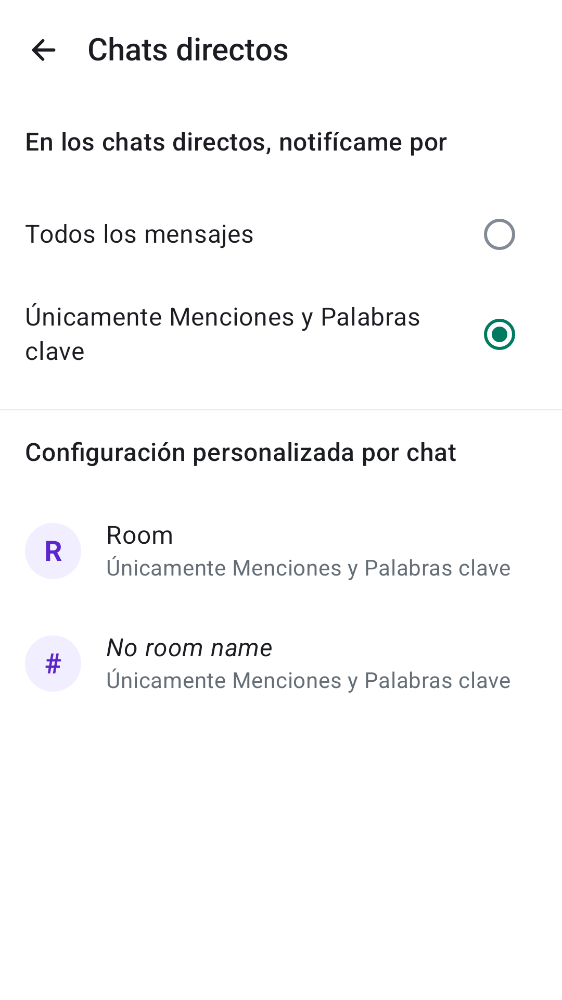 Chats directos
En los chats directos, notifícame por
Todos los mensajes
Únicamente Menciones y Palabras
clave
Configuración personalizada por chat
R
Room
Únicamente Menciones y Palabras clave
#
No room name
Únicamente Menciones y Palabras clave